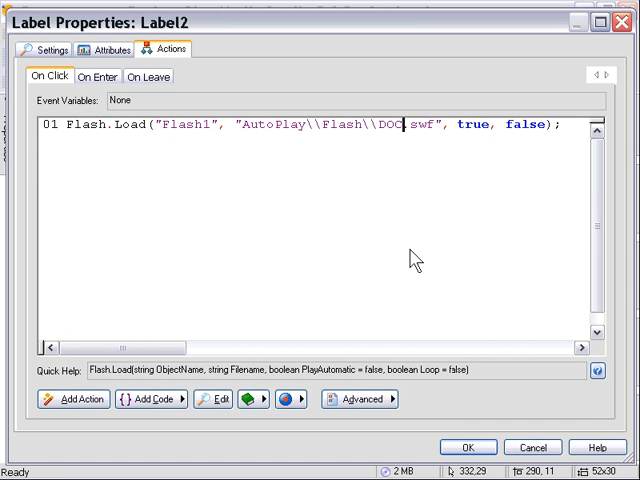 Label Properties: Label2
Settings Attributes Actions
On Click On Enter On Leave
Event Variables: None
01 Flash.Load("Flash1", "AutoPlay\\Flash\\DOC.swf", true, false);
Quick Help: Flash.Load(string ObjectName, string Filename, boolean PlayAutomatic = false, boolean Loop = false)
Add Action { } Add Code Edit Advanced
OK Cancel Help
Ready 2 MB 332,29 290, 11 52x30